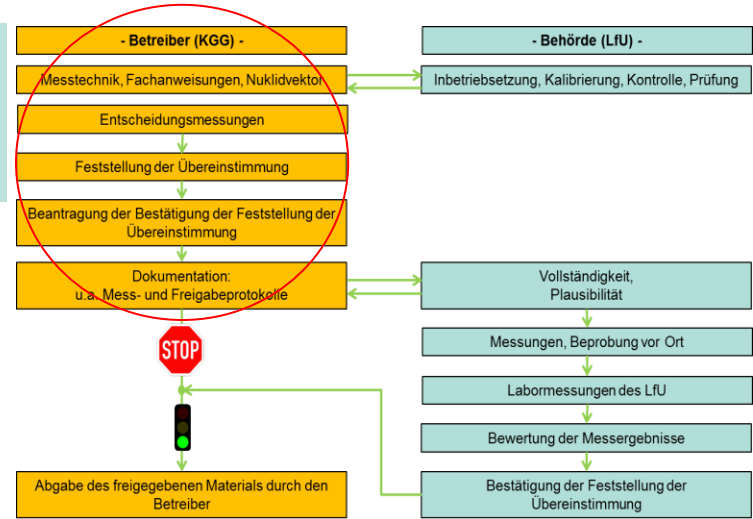 - Betreiber (KGG) -
- Behörde (LfU) -
Messtechnik, Fachanweisungen, Nuklidvektor
Inbetriebsetzung, Kalibrierung, Kontrolle, Prüfung
Entscheidungsmessungen
Feststellung der Übereinstimmung
Beantragung der Bestätigung der Feststellung der
Übereinstimmung
Dokumentation:
u.a. Mess- und Freigabeprotokolle
Vollständigkeit,
Plausibilität
STOP
Messungen, Beprobung vor Ort
Labormessungen des LfU
Bewertung der Messergebnisse
Abgabe des freigegebenen Materials durch den
Betreiber
Bestätigung der Feststellung der
Übereinstimmung